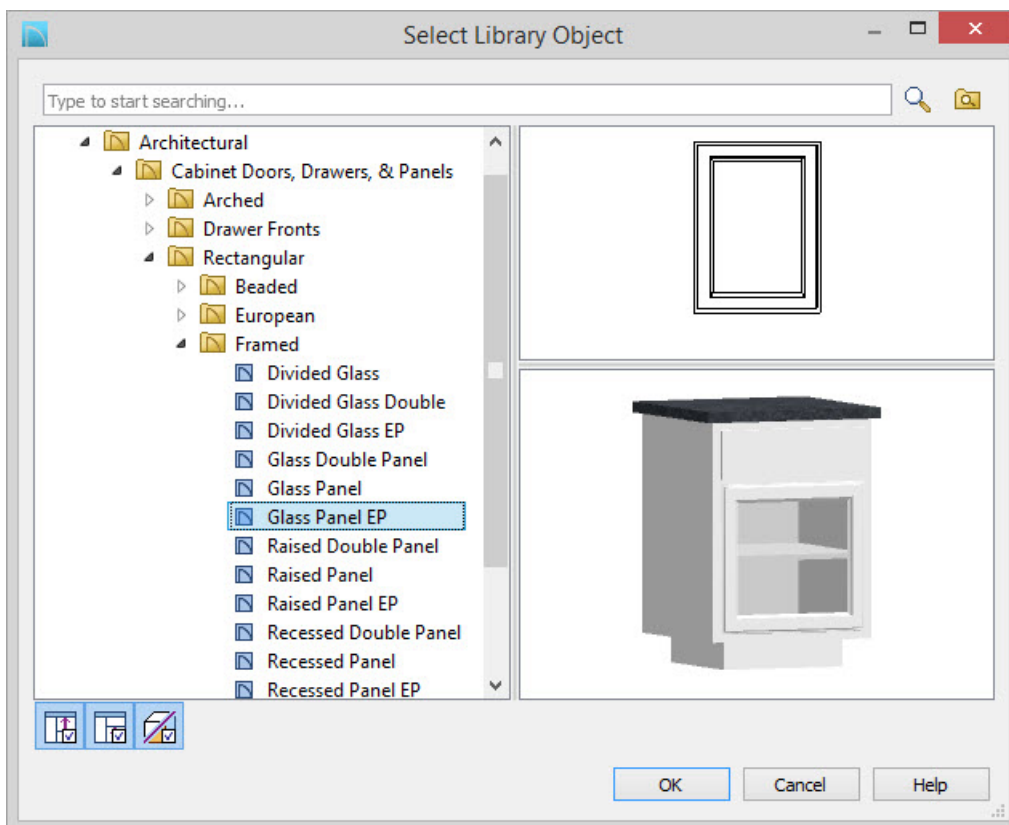 Select Library Object
Type to start searching...
Architectural
Cabinet Doors, Drawers, & Panels
Arched
Drawer Fronts
Rectangular
Beaded
European
Framed
Divided Glass
Divided Glass Double
Divided Glass EP
Glass Double Panel
Glass Panel
Glass Panel EP
Raised Double Panel
Raised Panel
Raised Panel EP
Recessed Double Panel
Recessed Panel
Recessed Panel EP
OK Cancel Help